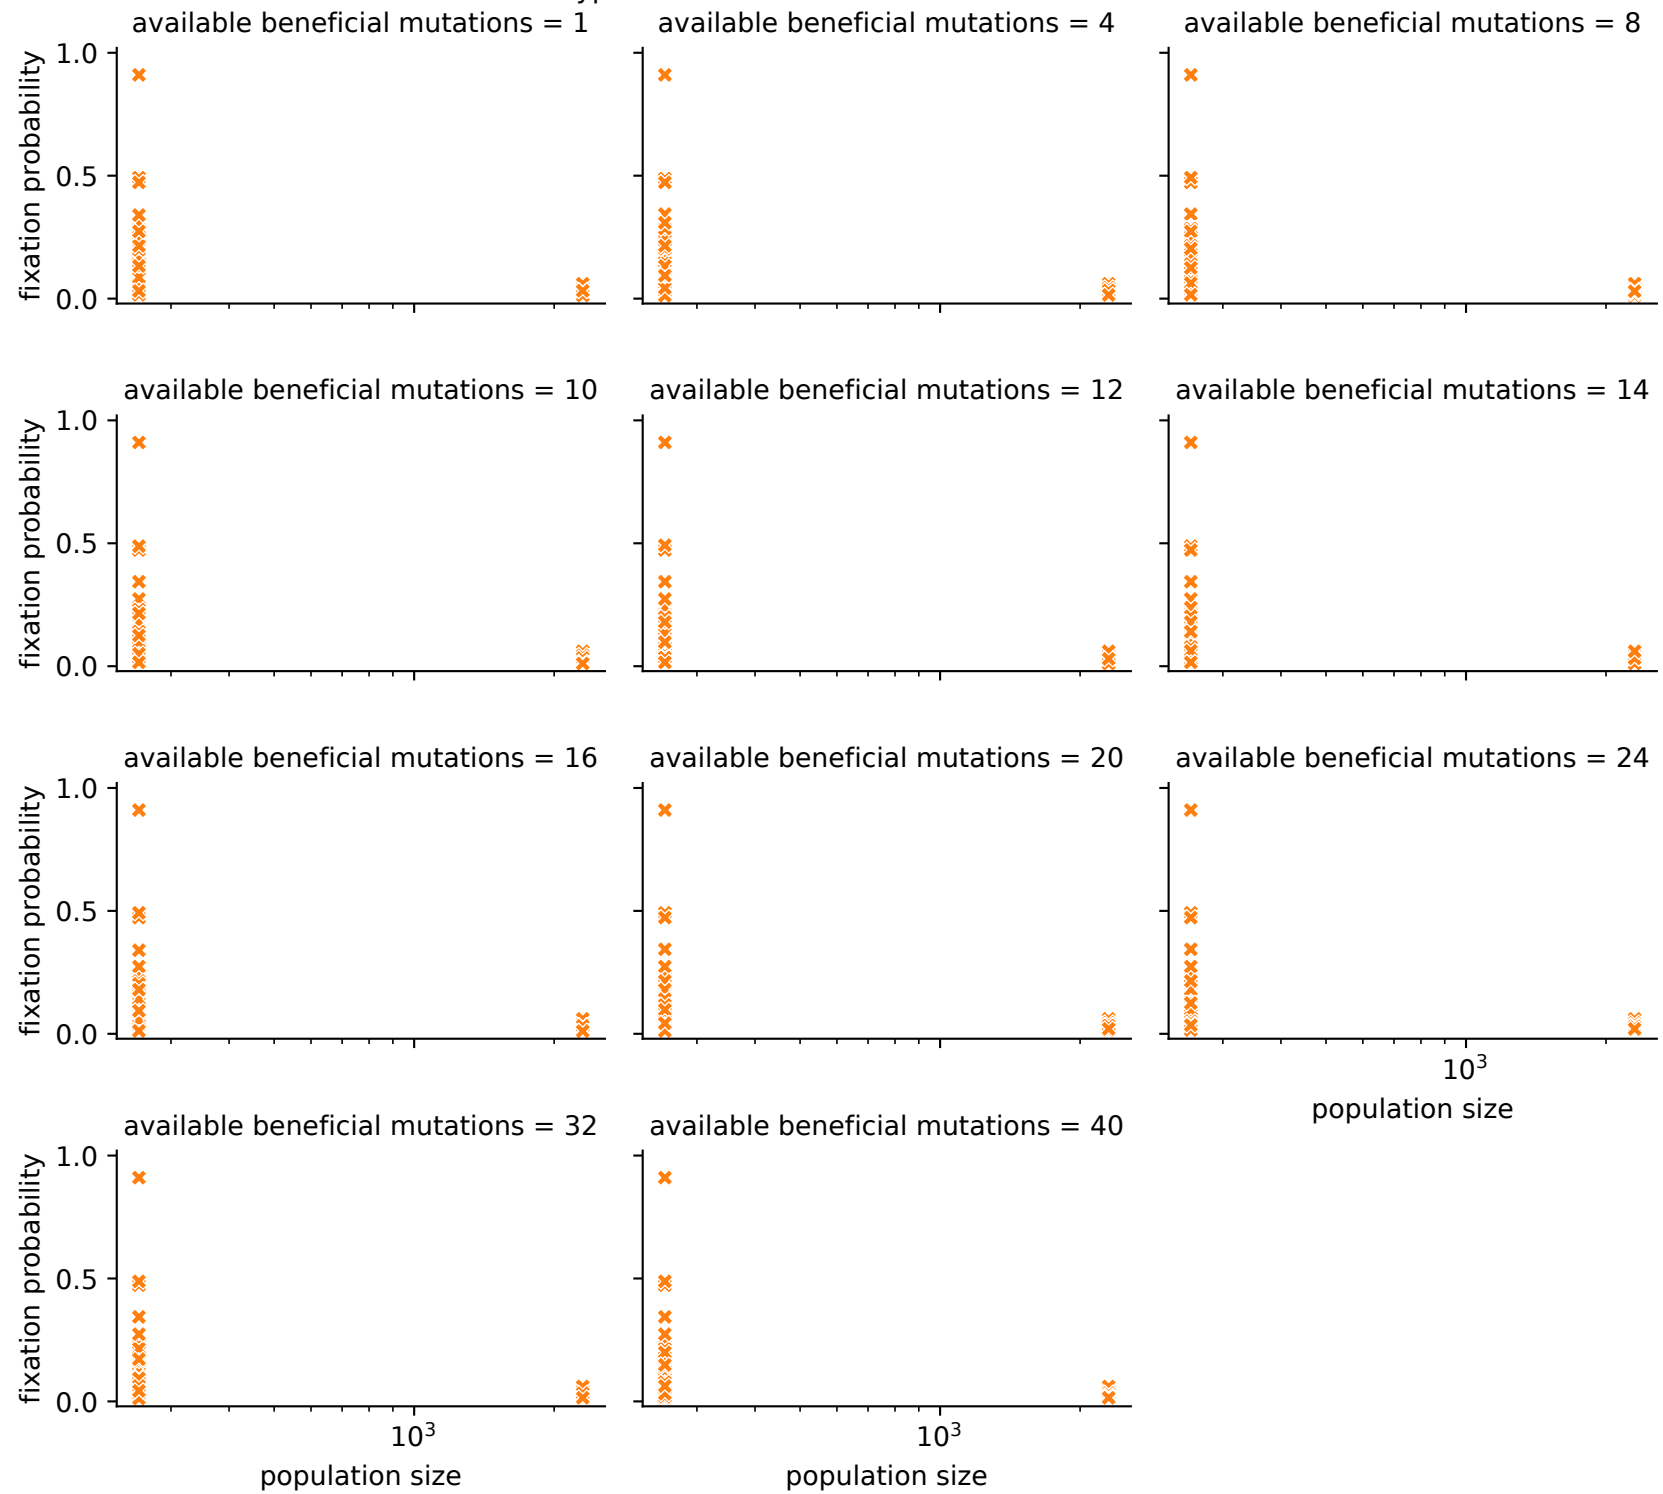 available beneficial mutations = 1
available beneficial mutations = 4
available beneficial mutations = 8
fixation probability
1.0
0.5
0.0
available beneficial mutations = 10
available beneficial mutations = 12
available beneficial mutations = 14
fixation probability
1.0
0.5
0.0
available beneficial mutations = 16
available beneficial mutations = 20
available beneficial mutations = 24
fixation probability
1.0
0.5
0.0
10³
population size
available beneficial mutations = 32
available beneficial mutations = 40
fixation probability
1.0
0.5
0.0
10³
population size
10³
population size